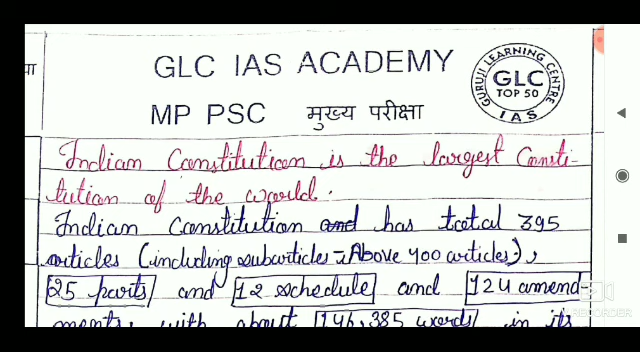 या
GLC IAS ACADEMY
MP PSC मुख्य परीक्षा
GURUJI LEARNING CENTRE
GLC
TOP 50
IAS
Indian Constitution is the largest Consti-
tution of the world.
Indian Constitution and has total 395
articles (including subarticles = Above 400 articles),
25 parts and 12 schedule and 124 amend-
ments, with about 146,385 words in its
RECORDER